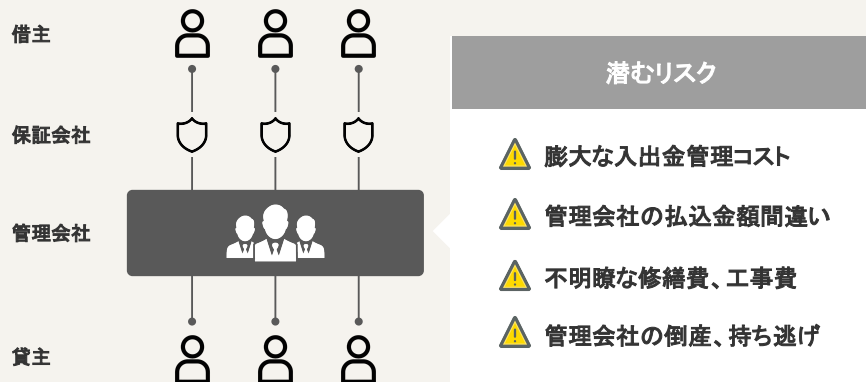 借主
保証会社
管理会社
貸主
潜むリスク
膨大な入出金管理コスト
管理会社の払込金額間違い
不明瞭な修繕費、工事費
管理会社の倒産、持ち逃げ